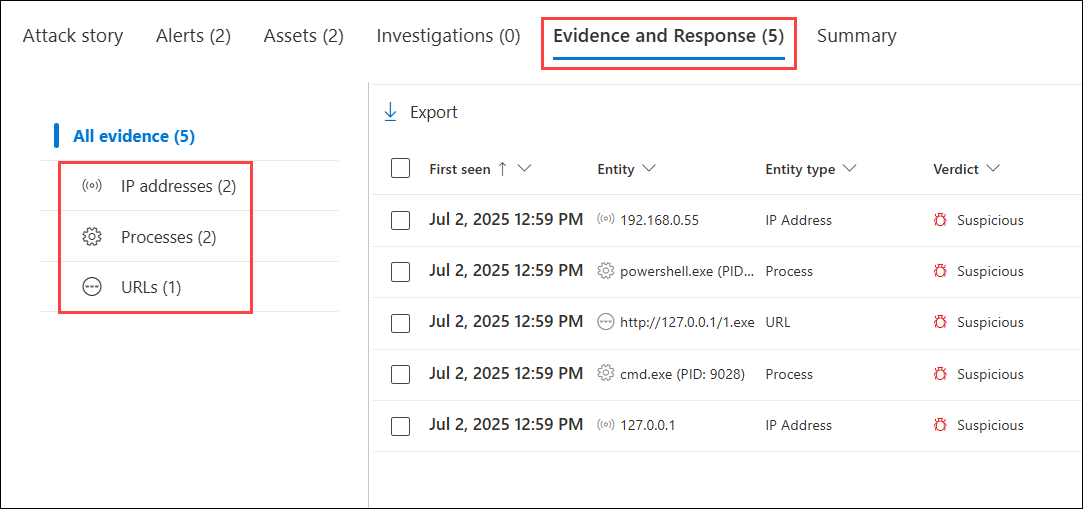 Attack story Alerts (2) Assets (2) Investigations (0) Evidence and Response (5) Summary
All evidence (5)
IP addresses (2)
Processes (2)
URLs (1)
Export
First seen Entity Entity type Verdict
Jul 2, 2025 12:59 PM 192.168.0.55 IP Address Suspicious
Jul 2, 2025 12:59 PM powershell.exe (PID... Process Suspicious
Jul 2, 2025 12:59 PM http://127.0.0.1/1.exe URL Suspicious
Jul 2, 2025 12:59 PM cmd.exe (PID: 9028) Process Suspicious
Jul 2, 2025 12:59 PM 127.0.0.1 IP Address Suspicious